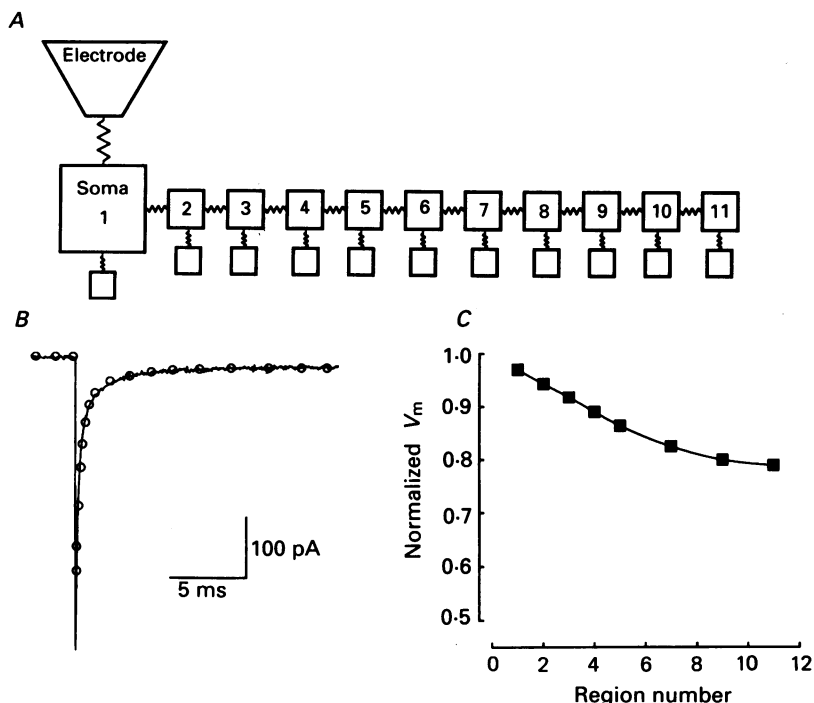 A
Electrode
Soma
1
2 3 4 5 6 7 8 9 10 11
B
100 pA
5 ms
C
Normalized Vm
1·0
0·9
0·8
0·7
0·6
0·5
0 2 4 6 8 10 12
Region number